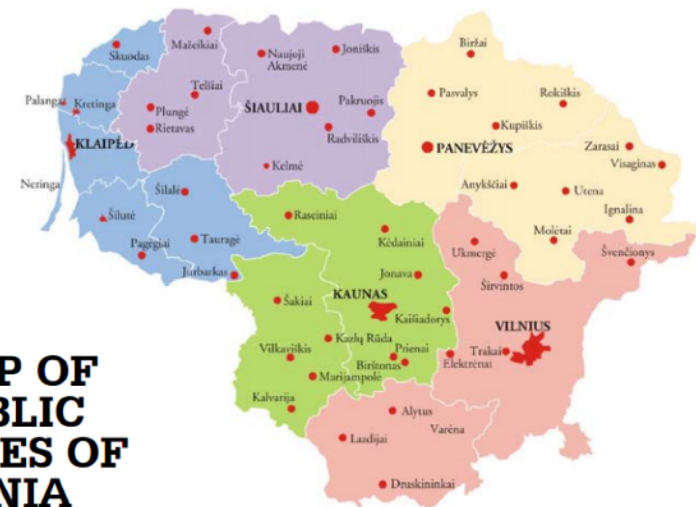 Skuodas
Mažeikiai
Naujoji
Akmenė
Joniškis
Biržai
Palanga
Kretinga
Telšiai
Plungė
Rietavas
ŠIAULIAI
Pakruojis
Radviliškis
Pasvalys
Rokiškis
Kupiškis
KLAIPĖD
PANEVĖŽYS
Zarasai
Visaginas
Kelmė
Neringa
Šilalė
Anykščiai
Utena
Ignalina
Šilutė
Raseiniai
Tauragė
Kėdainiai
Ukmergė
Molėtai
Pagėgiai
Švenčionys
Jurbarkas
Jonava
Širvintos
Šakiai
KAUNAS
Kaišiadorys
VILNIUS
Kazlų Rūda
Vilkaviškis
Prienai
Birštonas
Trakai
Elektrėnai
Marijampolė
Kalvarija
Alytus
Varėna
Lazdijai
Druskininkai
P OF
BLIC
ES OF
NIA